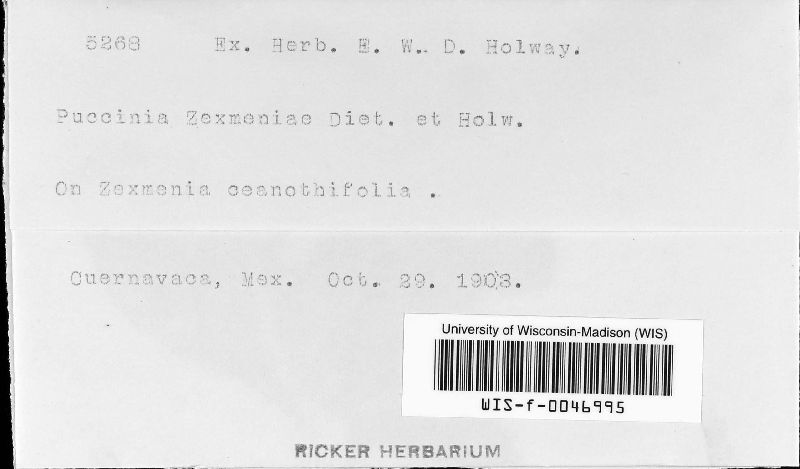 5268 Ex. Herb. E. W. D. Holway.
Puccinia Zexmeniae Diet. et Holw.
On Zexmenia ceanothifolia .
Cuernavaca, Mex. Oct. 29. 1903.
University of Wisconsin-Madison (WIS)
WIS-f-0046995
RICKER HERBARIUM